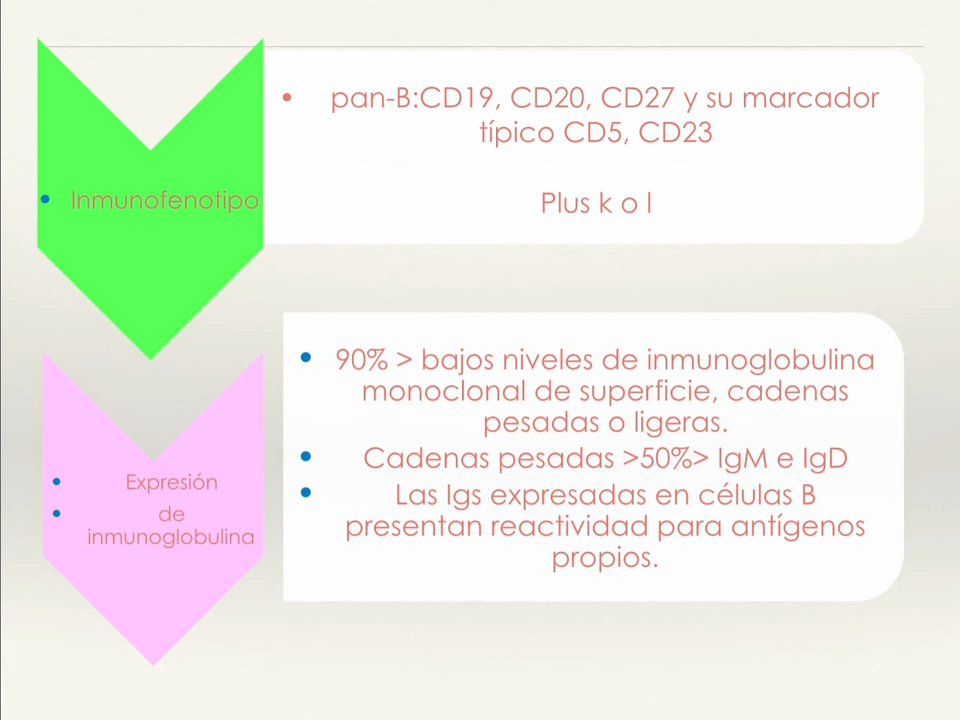 • Inmunofenotipo
• pan-B:CD19, CD20, CD27 y su marcador
típico CD5, CD23
Plus k o l
• Expresión
• de
inmunoglobulina
• 90% > bajos niveles de inmunoglobulina
monoclonal de superficie, cadenas
pesadas o ligeras.
• Cadenas pesadas >50%> IgM e IgD
• Las Igs expresadas en células B
presentan reactividad para antígenos
propios.